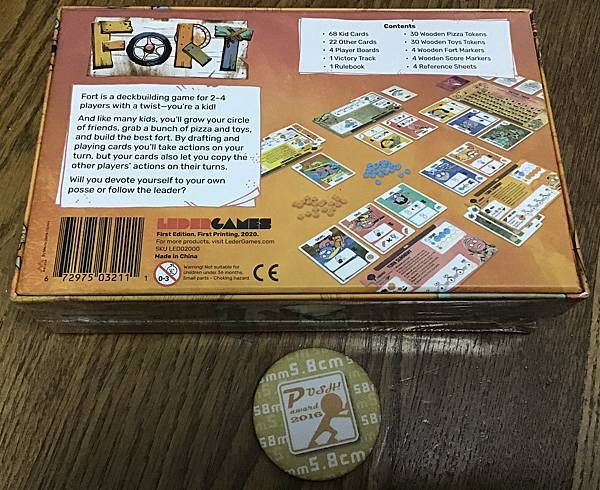 FORT
Contents
• 68 Kid Cards
• 22 Other Cards
• 4 Player Boards
• 1 Victory Track
• 1 Rulebook
• 30 Wooden Pizza Tokens
• 30 Wooden Toys Tokens
• 4 Wooden Fort Markers
• 4 Wooden Score Markers
• 4 Reference Sheets
Fort is a deckbuilding game for 2–4
players with a twist—you're a kid!
And like many kids, you'll grow your circle
of friends, grab a bunch of pizza and toys,
and build the best fort. By drafting and
playing cards you'll take actions on your
turn, but your cards also let you copy the
other players' actions on their turns.
Will you devote yourself to your own
posse or follow the leader?
LEDERGAMES
First Edition, First Printing, 2020.
For more products, visit LederGames.com
SKU LED02000
Made in China
0-3
Warning! Not suitable for
children under 36 months.
Small parts - Choking hazard
CE
6 72975 03211 1
mm5.8cm
58mm
PUSH!
award
2016
58mm
mm5.8cm